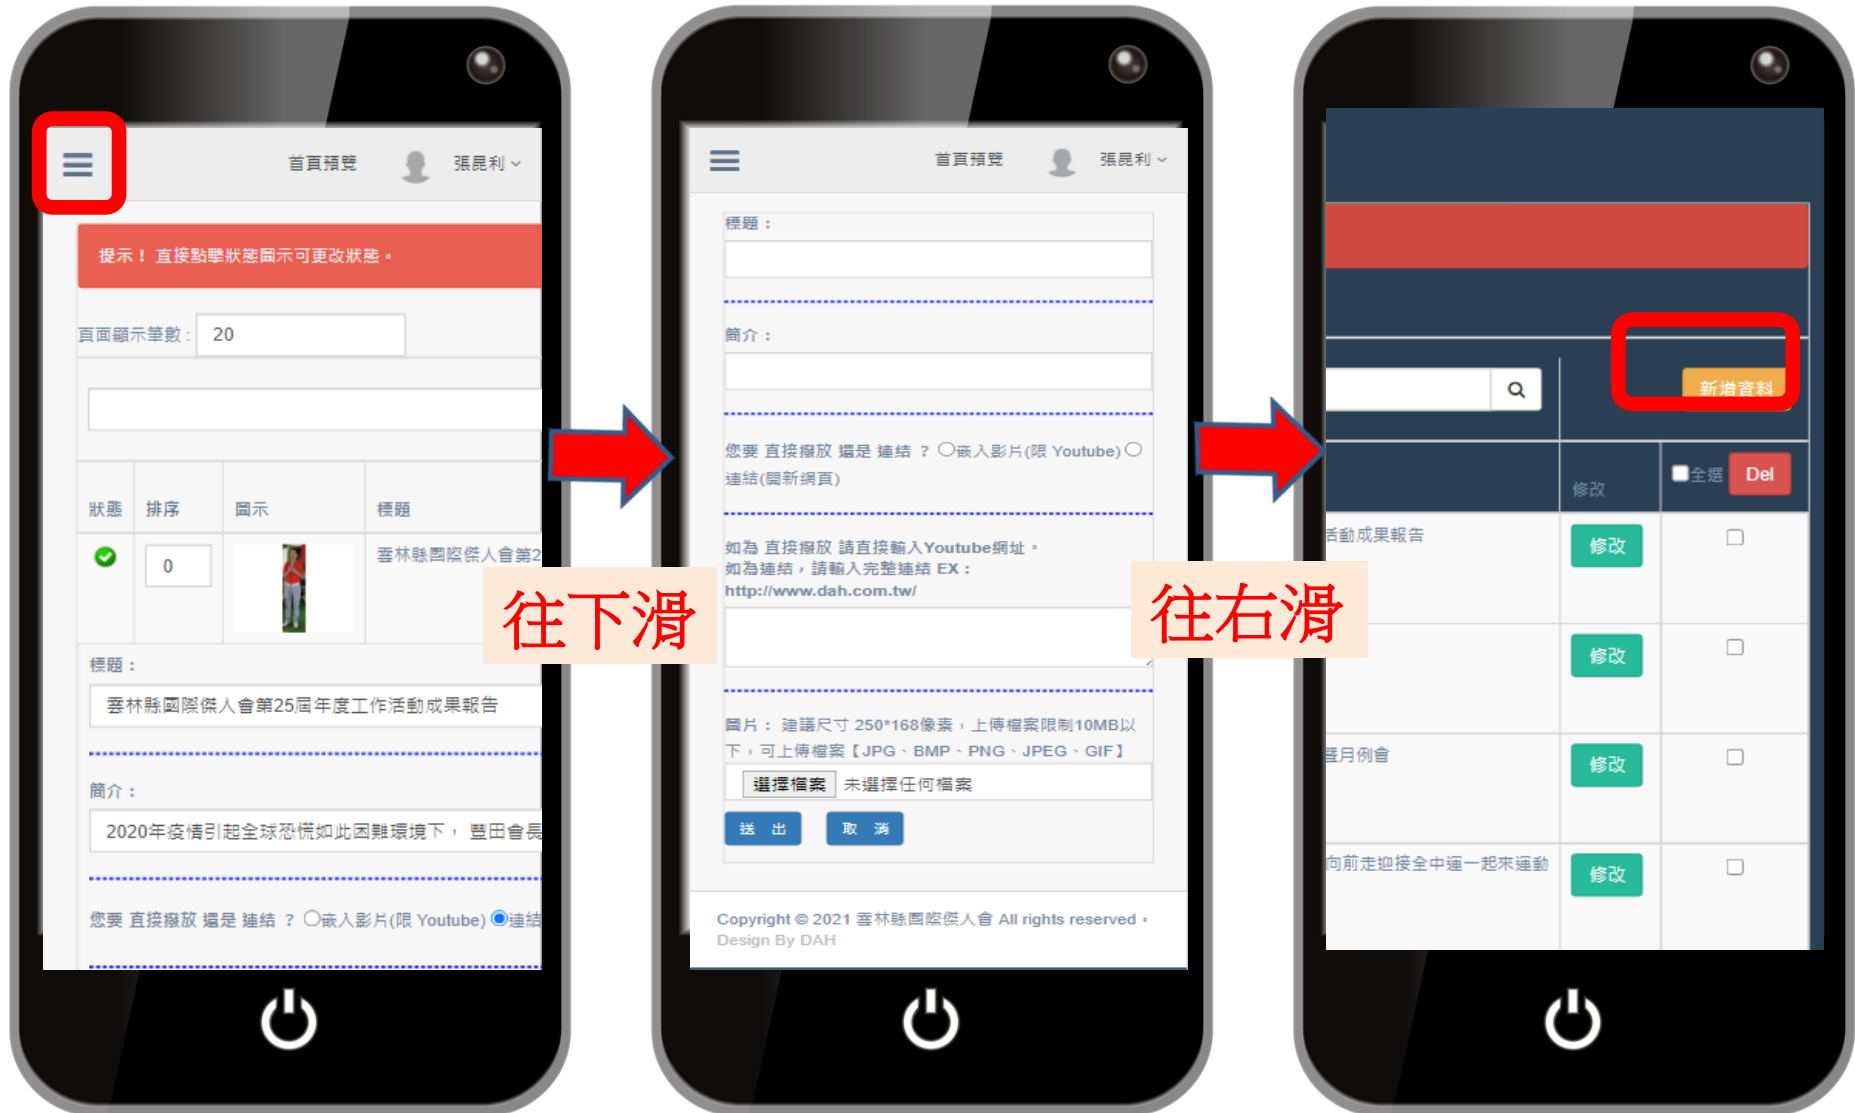 首頁預覽
張昆利
提示！ 直接點擊狀態圖示可更改狀態。
頁面顯示筆數 :
20
狀態
排序
圖示
標題
0
雲林縣國際傑人會第2
標題：
雲林縣國際傑人會第25屆年度工作活動成果報告
簡介：
2020年疫情引起全球恐慌如此困難環境下， 豐田會長
您要 直接撥放 還是 連結 ？ 嵌入影片(限 Youtube) 連結
往下滑
首頁預覽
張昆利
標題：
簡介：
您要 直接撥放 還是 連結 ？ 嵌入影片(限 Youtube)
連結(開新網頁)
如為 直接撥放 請直接輸入Youtube網址。
如為連結，請輸入完整連結 EX：
http://www.dah.com.tw/
圖片： 建議尺寸 250*168像素，上傳檔案限制10MB以
下，可上傳檔案【JPG、BMP、PNG、JPEG、GIF】
選擇檔案 未選擇任何檔案
送 出
取 消
Copyright © 2021 雲林縣國際傑人會 All rights reserved。
Design By DAH
往右滑
新增資料
修改
全選
Del
活動成果報告
修改
修改
暨月例會
修改
向前走迎接全中運一起來運動
修改